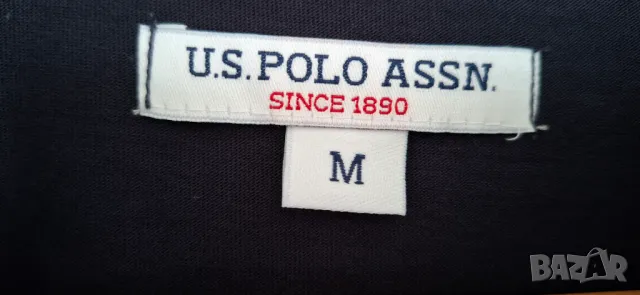 U.S. POLO ASSN.
SINCE 1890
M
BAZAR